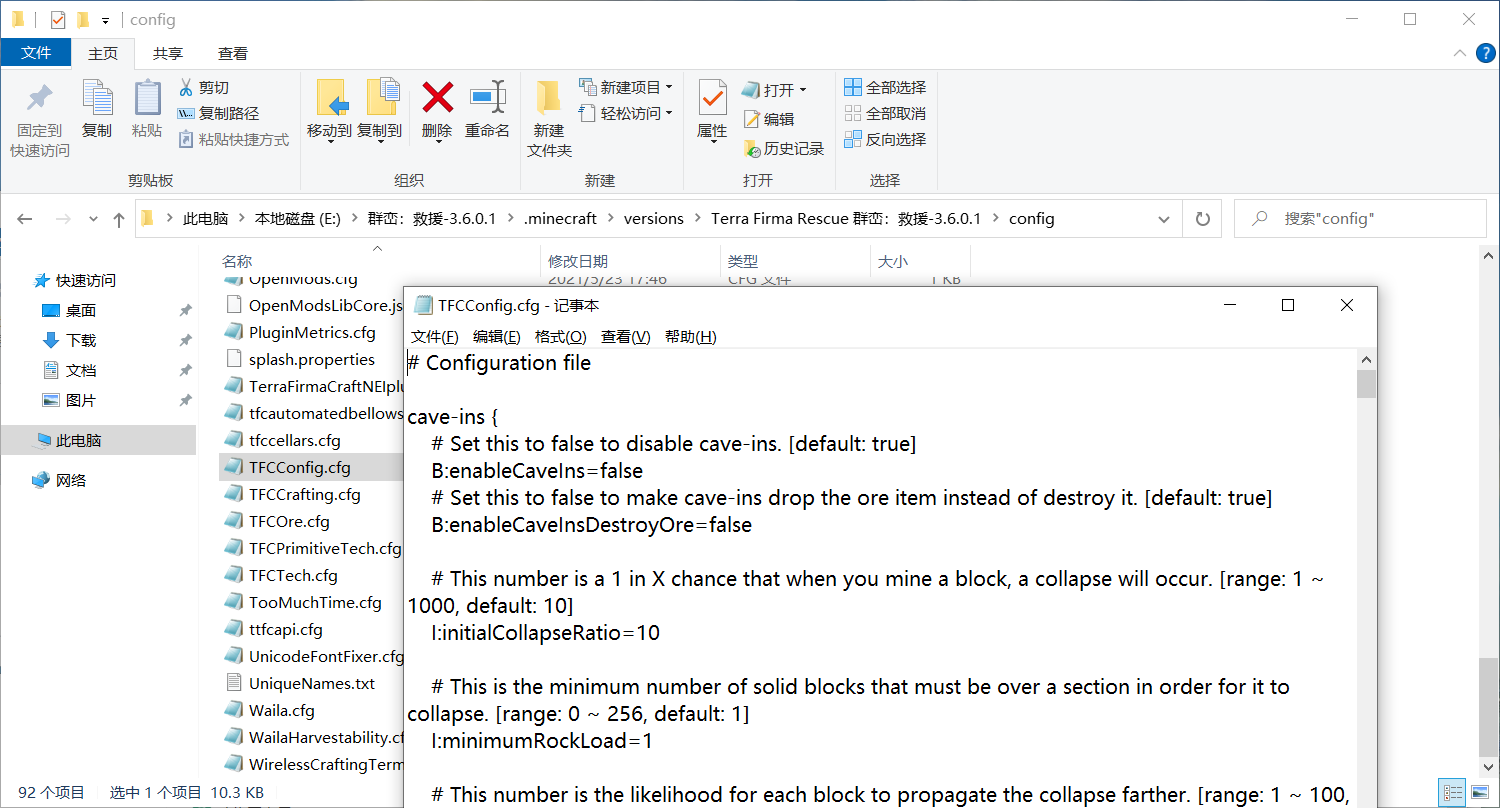 config
文件 主页 共享 查看
固定到
快速访问
复制
粘贴
剪切
复制路径
粘贴快捷方式
剪贴板
移动到
复制到
删除
重命名
组织
新建
文件夹
新建项目
轻松访问
新建
属性
打开
编辑
历史记录
打开
全部选择
全部取消
反向选择
选择
此电脑 本地磁盘 (E:) 群峦：救援-3.6.0.1 .minecraft versions Terra Firma Rescue 群峦：救援-3.6.0.1 config
搜索"config"
快速访问
桌面
下载
文档
图片
此电脑
网络
名称 修改日期 类型 大小
OpenMods.cfg 2021/5/23 17:46 CFG 文件 1 KB
OpenModsLibCore.js
PluginMetrics.cfg
splash.properties
TerraFirmaCraftNEIplu
tfcautomatedbellows
tfccellars.cfg
TFCConfig.cfg
TFCCrafting.cfg
TFCOre.cfg
TFCPrimitiveTech.cfg
TFCTech.cfg
TooMuchTime.cfg
ttfcapi.cfg
UnicodeFontFixer.cfg
UniqueNames.txt
Waila.cfg
WailaHarvestability.cf
WirelessCraftingTerm
TFCConfig.cfg - 记事本
文件(F) 编辑(E) 格式(O) 查看(V) 帮助(H)
# Configuration file
cave-ins {
# Set this to false to disable cave-ins. [default: true]
B:enableCaveIns=false
# Set this to false to make cave-ins drop the ore item instead of destroy it. [default: true]
B:enableCaveInsDestroyOre=false
# This number is a 1 in X chance that when you mine a block, a collapse will occur. [range: 1 ~
1000, default: 10]
I:initialCollapseRatio=10
# This is the minimum number of solid blocks that must be over a section in order for it to
collapse. [range: 0 ~ 256, default: 1]
I:minimumRockLoad=1
# This number is the likelihood for each block to propagate the collapse farther. [range: 1 ~ 100,
92 个项目 选中 1 个项目 10.3 KB